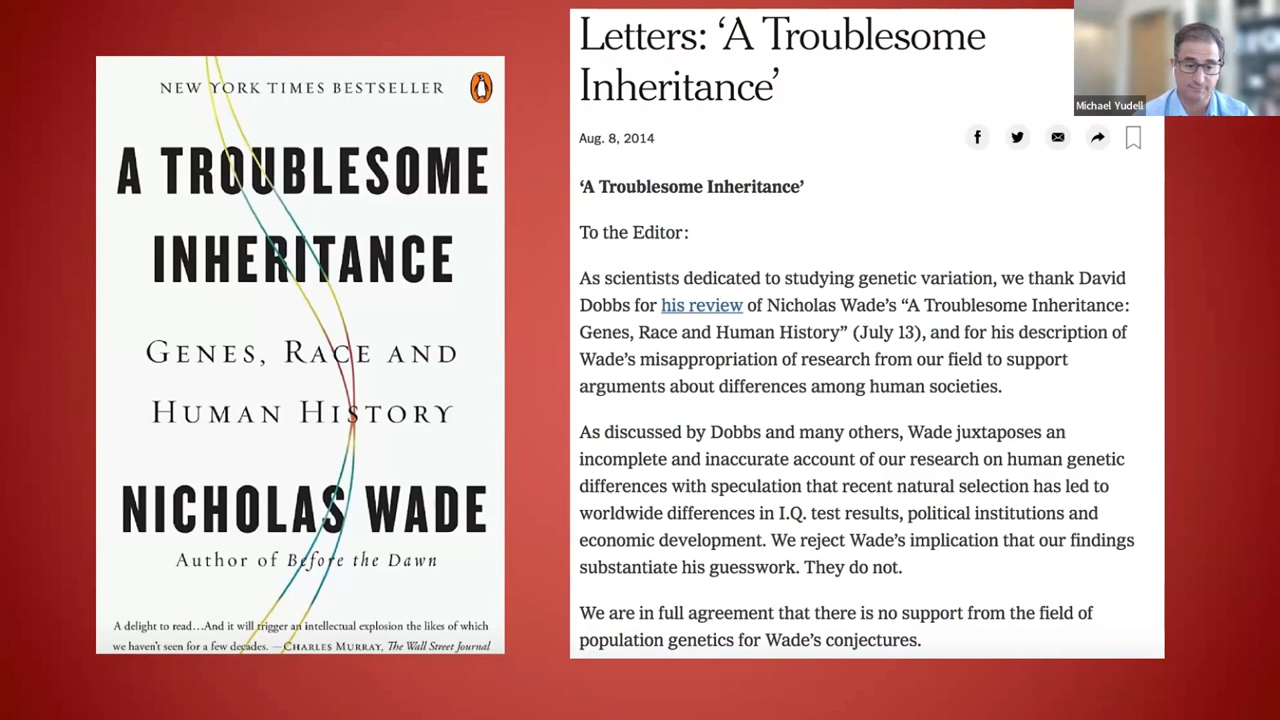 NEW YORK TIMES BESTSELLER
A TROUBLESOME
INHERITANCE
GENES, RACE AND
HUMAN HISTORY
NICHOLAS WADE
Author of Before the Dawn
A delight to read...And it will trigger an intellectual explosion the likes of which
we haven't seen for a few decades. —CHARLES MURRAY, The Wall Street Journal
Letters: ‘A Troublesome
Inheritance’
Aug. 8, 2014
‘A Troublesome Inheritance’
To the Editor:
As scientists dedicated to studying genetic variation, we thank David
Dobbs for his review of Nicholas Wade’s “A Troublesome Inheritance:
Genes, Race and Human History” (July 13), and for his description of
Wade’s misappropriation of research from our field to support
arguments about differences among human societies.
As discussed by Dobbs and many others, Wade juxtaposes an
incomplete and inaccurate account of our research on human genetic
differences with speculation that recent natural selection has led to
worldwide differences in I.Q. test results, political institutions and
economic development. We reject Wade’s implication that our findings
substantiate his guesswork. They do not.
We are in full agreement that there is no support from the field of
population genetics for Wade’s conjectures.
Michael Yudell